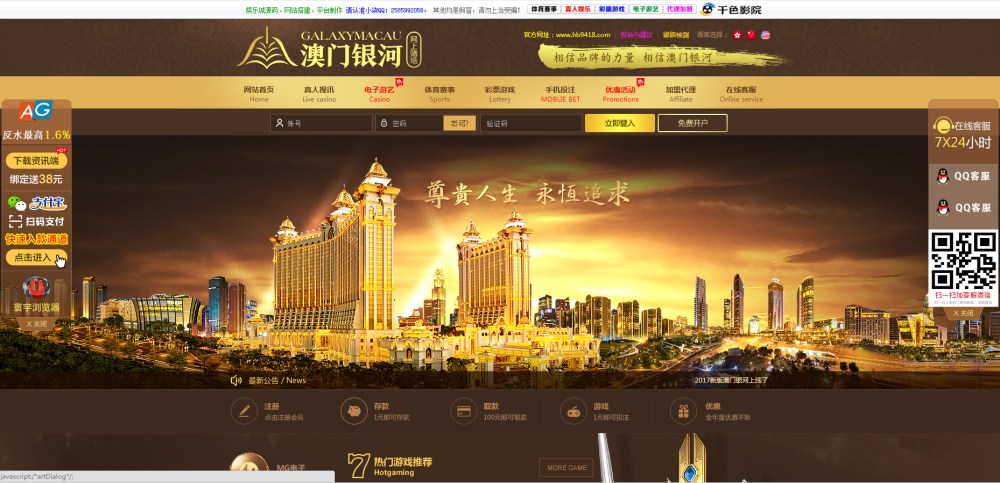 娱乐城源码、网站搭建、平台制作 请认准小泐qq：2585992058， 其他均是假冒，请勿上当受骗！
体育赛事 真人娱乐 彩票游戏 电子游艺 代理加盟 千色影院
GALAXYMACAU
澳门银河
网上赌场
官方网址：www.hb9418.com 投诉与建议 线路检测 语言选择：
相信品牌的力量 相信澳门银河
网站首页 真人视讯 电子游艺 热 体育赛事 彩票游戏 手机投注 优惠活动 热 加盟代理 在线客服
Home Live casino Casino Sports Lottery MOBLIE BET Promotions Affiliate Online service
账号 密码 忘记? 验证码 立即登入 免费开户
AG
反水最高1.6%
HOT
下载资讯端
绑定送38元
支付宝
扫码支付
快速入款通道
点击进入
寰宇浏览器
X 关闭
尊貴人生 永恒追求
在线客服
7X24小时
QQ客服
QQ客服
扫一扫加客服微信
X 关闭
最新公告 / News
2017新版澳门银河上线了
注册 存款 取款 游戏 优惠
点击注册会员 1元即可存款 100元即可取款 1元即可投注 全年度优惠不断
MG电子
热门游戏推荐
Hotgaming
MORE GAME
javascript:/*artDialog*/;